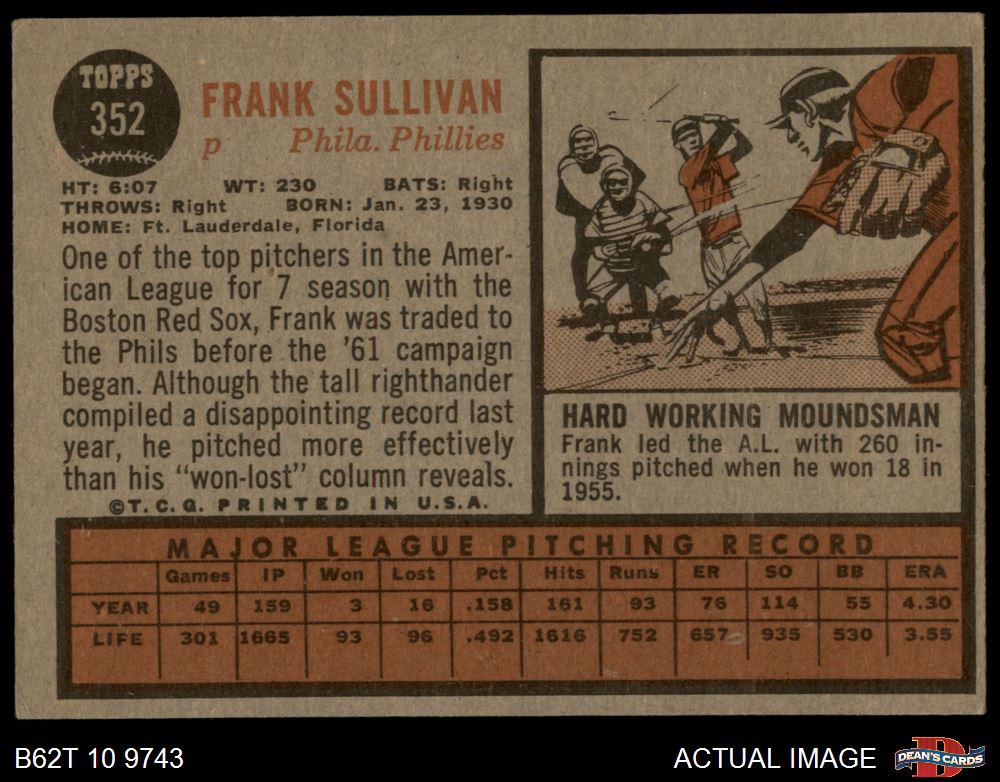 TOPPS
352
FRANK SULLIVAN
p Phila. Phillies
HT: 6:07 WT: 230 BATS: Right
THROWS: Right BORN: Jan. 23, 1930
HOME: Ft. Lauderdale, Florida
One of the top pitchers in the Amer-
ican League for 7 season with the
Boston Red Sox, Frank was traded to
the Phils before the '61 campaign
began. Although the tall righthander
compiled a disappointing record last
year, he pitched more effectively
than his "won-lost" column reveals.
©T.C.G. PRINTED IN U.S.A.
HARD WORKING MOUNDSMAN
Frank led the A.L. with 260 in-
nings pitched when he won 18 in
1955.
MAJOR LEAGUE PITCHING RECORD
Games IP Won Lost Pct Hits Runs ER SO BB ERA
YEAR 49 159 3 16 .158 161 93 76 114 55 4.30
LIFE 301 1665 93 96 .492 1616 752 657 935 530 3.55
B62T 10 9743
ACTUAL IMAGE
D
DEAN'S CARDS